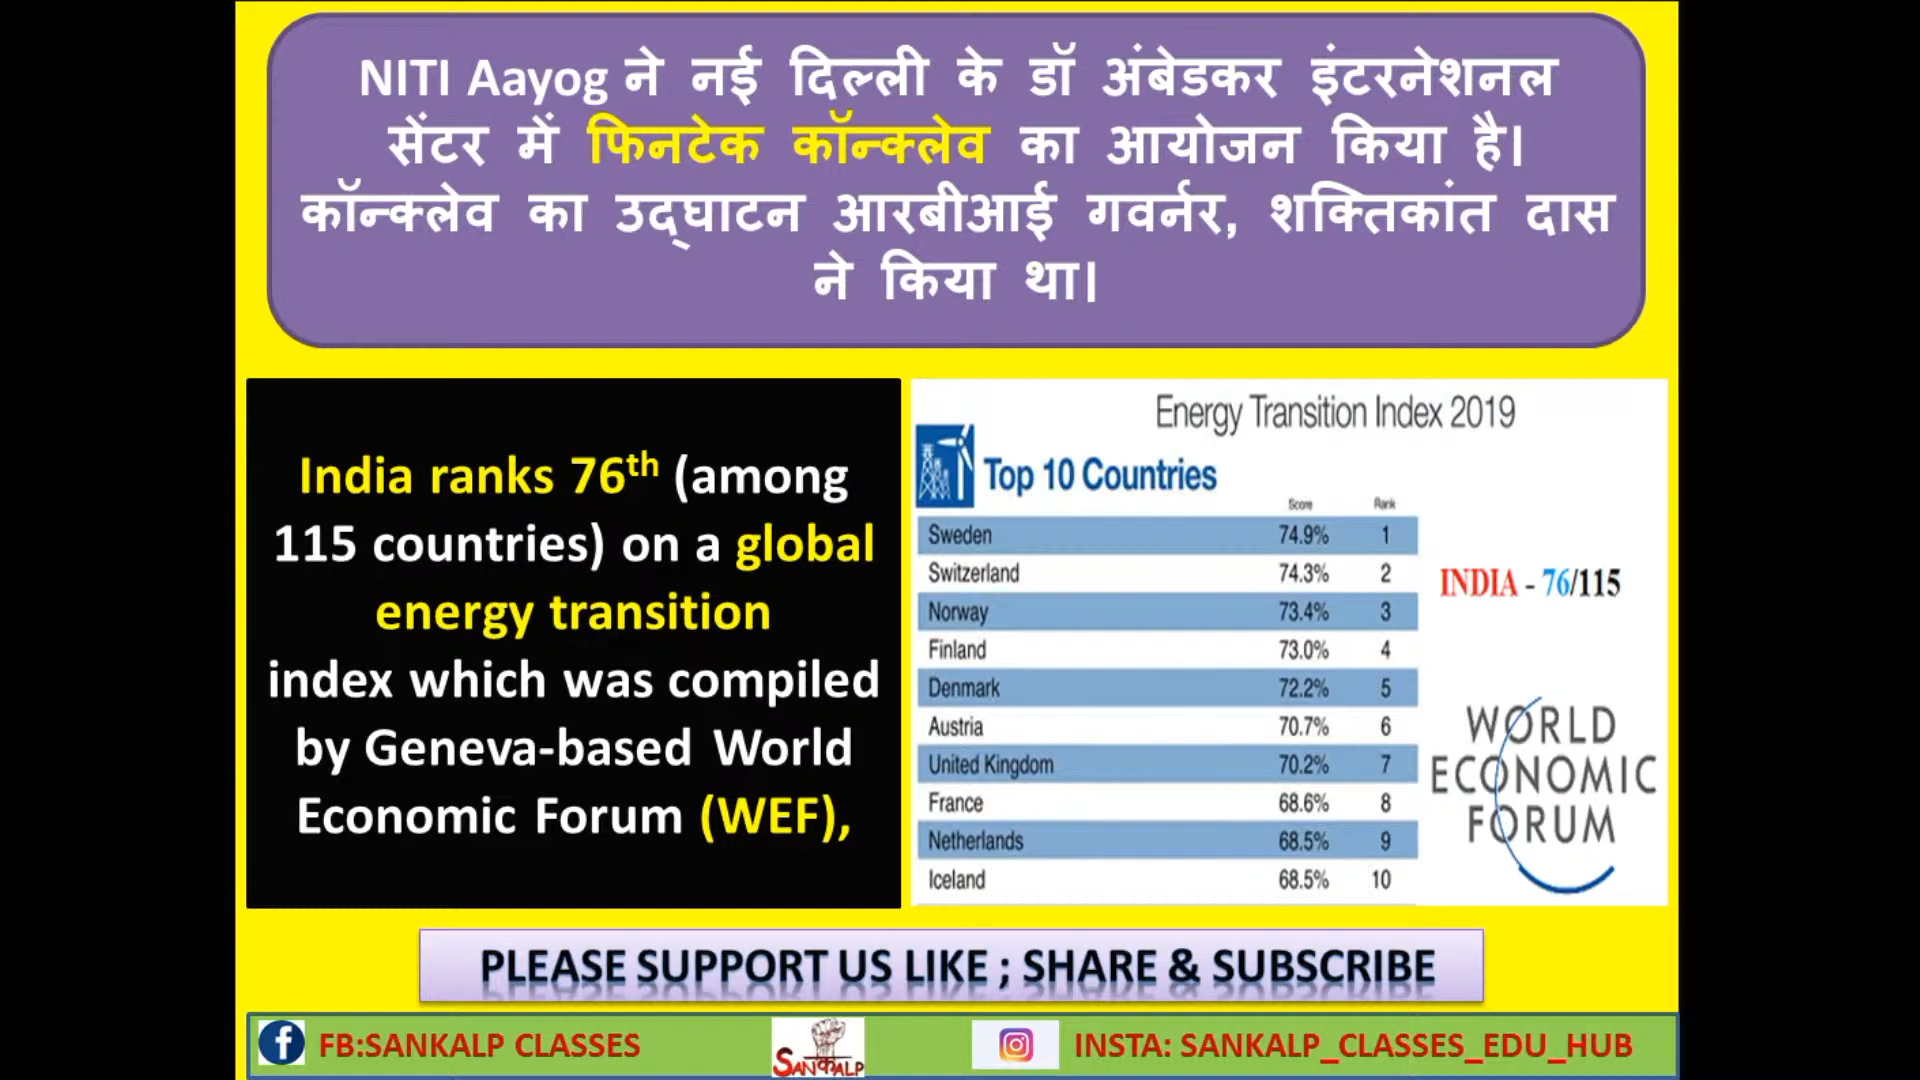 NITI Aayog ने नई दिल्ली के डॉ अंबेडकर इंटरनेशनल
सेंटर में फिनटेक कॉन्क्लेव का आयोजन किया है।
कॉन्क्लेव का उद्घाटन आरबीआई गवर्नर, शक्तिकांत दास
ने किया था।
India ranks 76th (among
115 countries) on a global
energy transition
index which was compiled
by Geneva-based World
Economic Forum (WEF),
Energy Transition Index 2019
Top 10 Countries
Score Rank
Sweden 74.9% 1
Switzerland 74.3% 2
Norway 73.4% 3
Finland 73.0% 4
Denmark 72.2% 5
Austria 70.7% 6
United Kingdom 70.2% 7
France 68.6% 8
Netherlands 68.5% 9
Iceland 68.5% 10
INDIA - 76/115
WORLD
ECONOMIC
FORUM
PLEASE SUPPORT US LIKE ; SHARE & SUBSCRIBE
FB:SANKALP CLASSES
SANकALP
INSTA: SANKALP_CLASSES_EDU_HUB